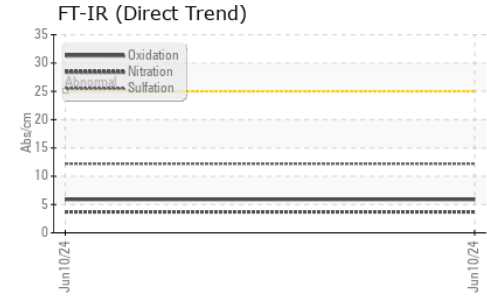 FT-IR (Direct Trend)
35
30
25
20
15
10
5
0
Abs/cm
Oxidation
Nitration
Abnormal
Sulfation
Jun10/24
Jun10/24